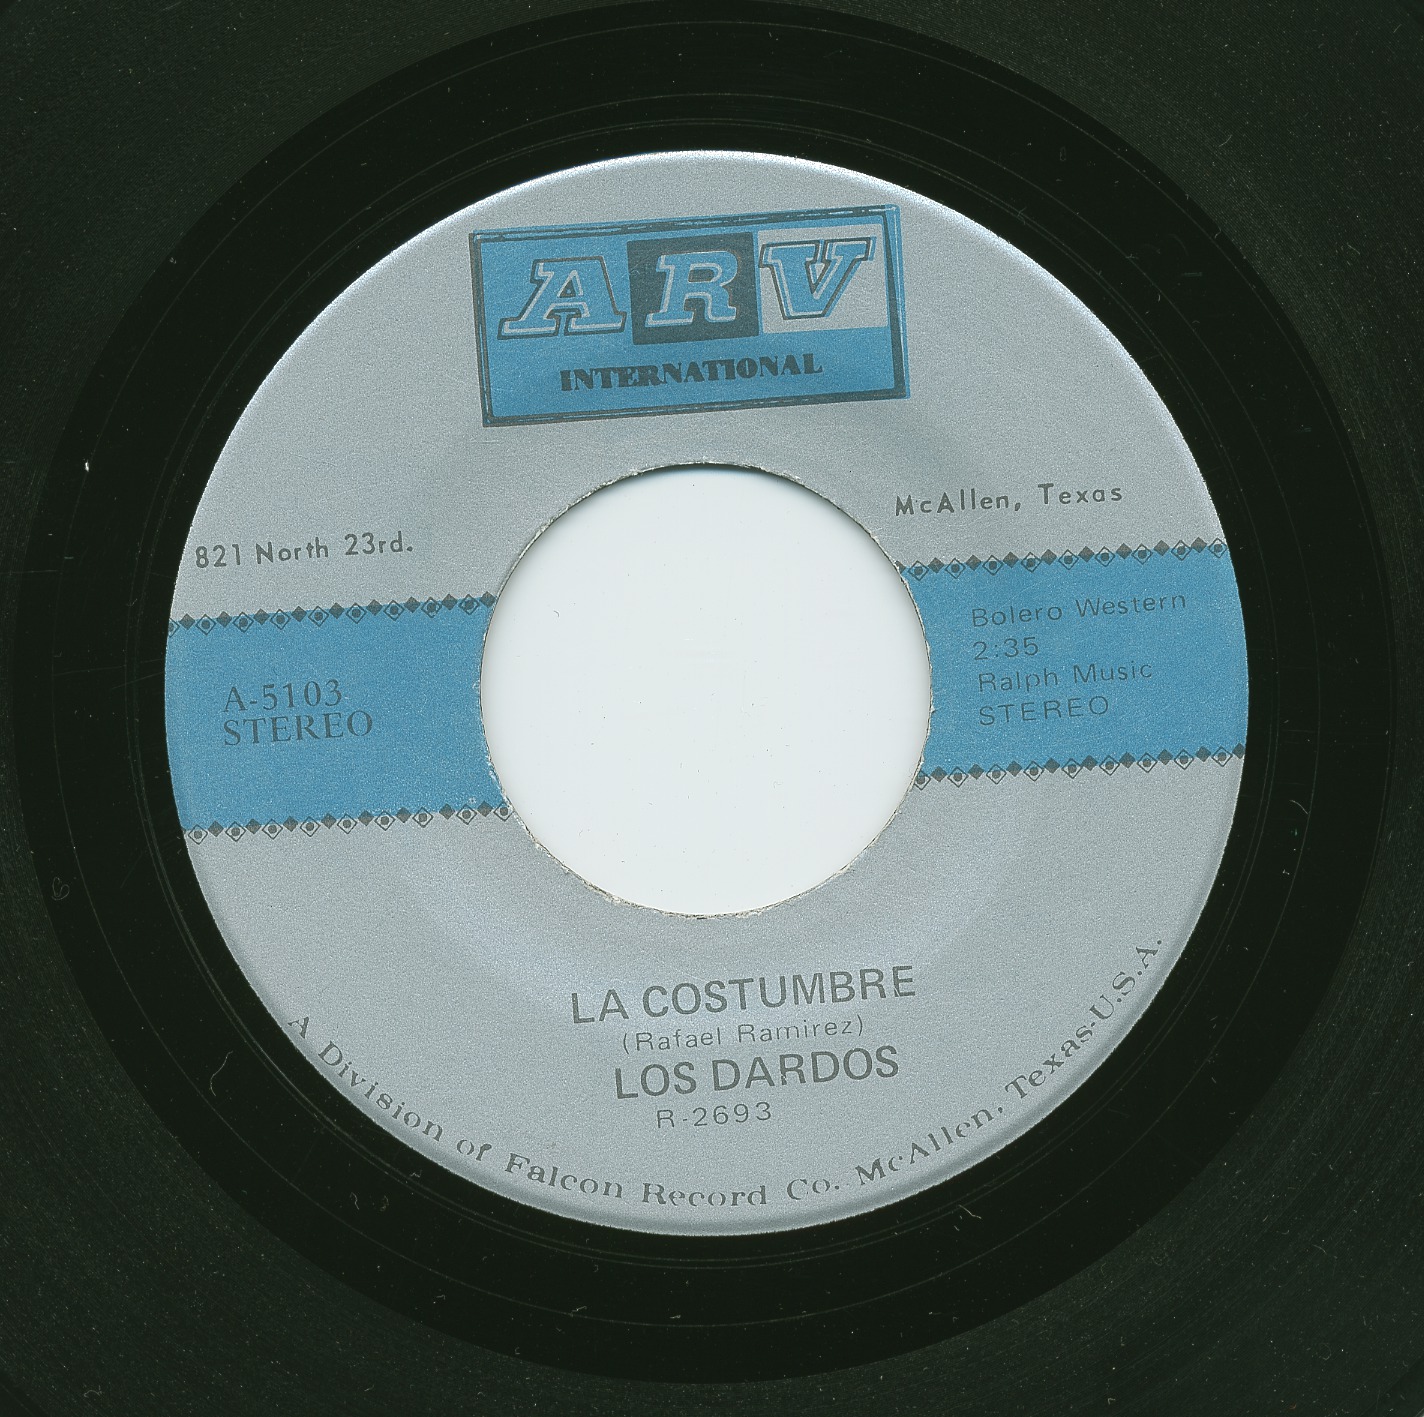 ARV
INTERNATIONAL
821 North 23rd.
McAllen, Texas
A-5103
STEREO
Bolero Western
2:35
Ralph Music
STEREO
LA COSTUMBRE
(Rafael Ramirez)
LOS DARDOS
R-2693
A Division of Falcon Record Co. McAllen, Texas-U.S.A.